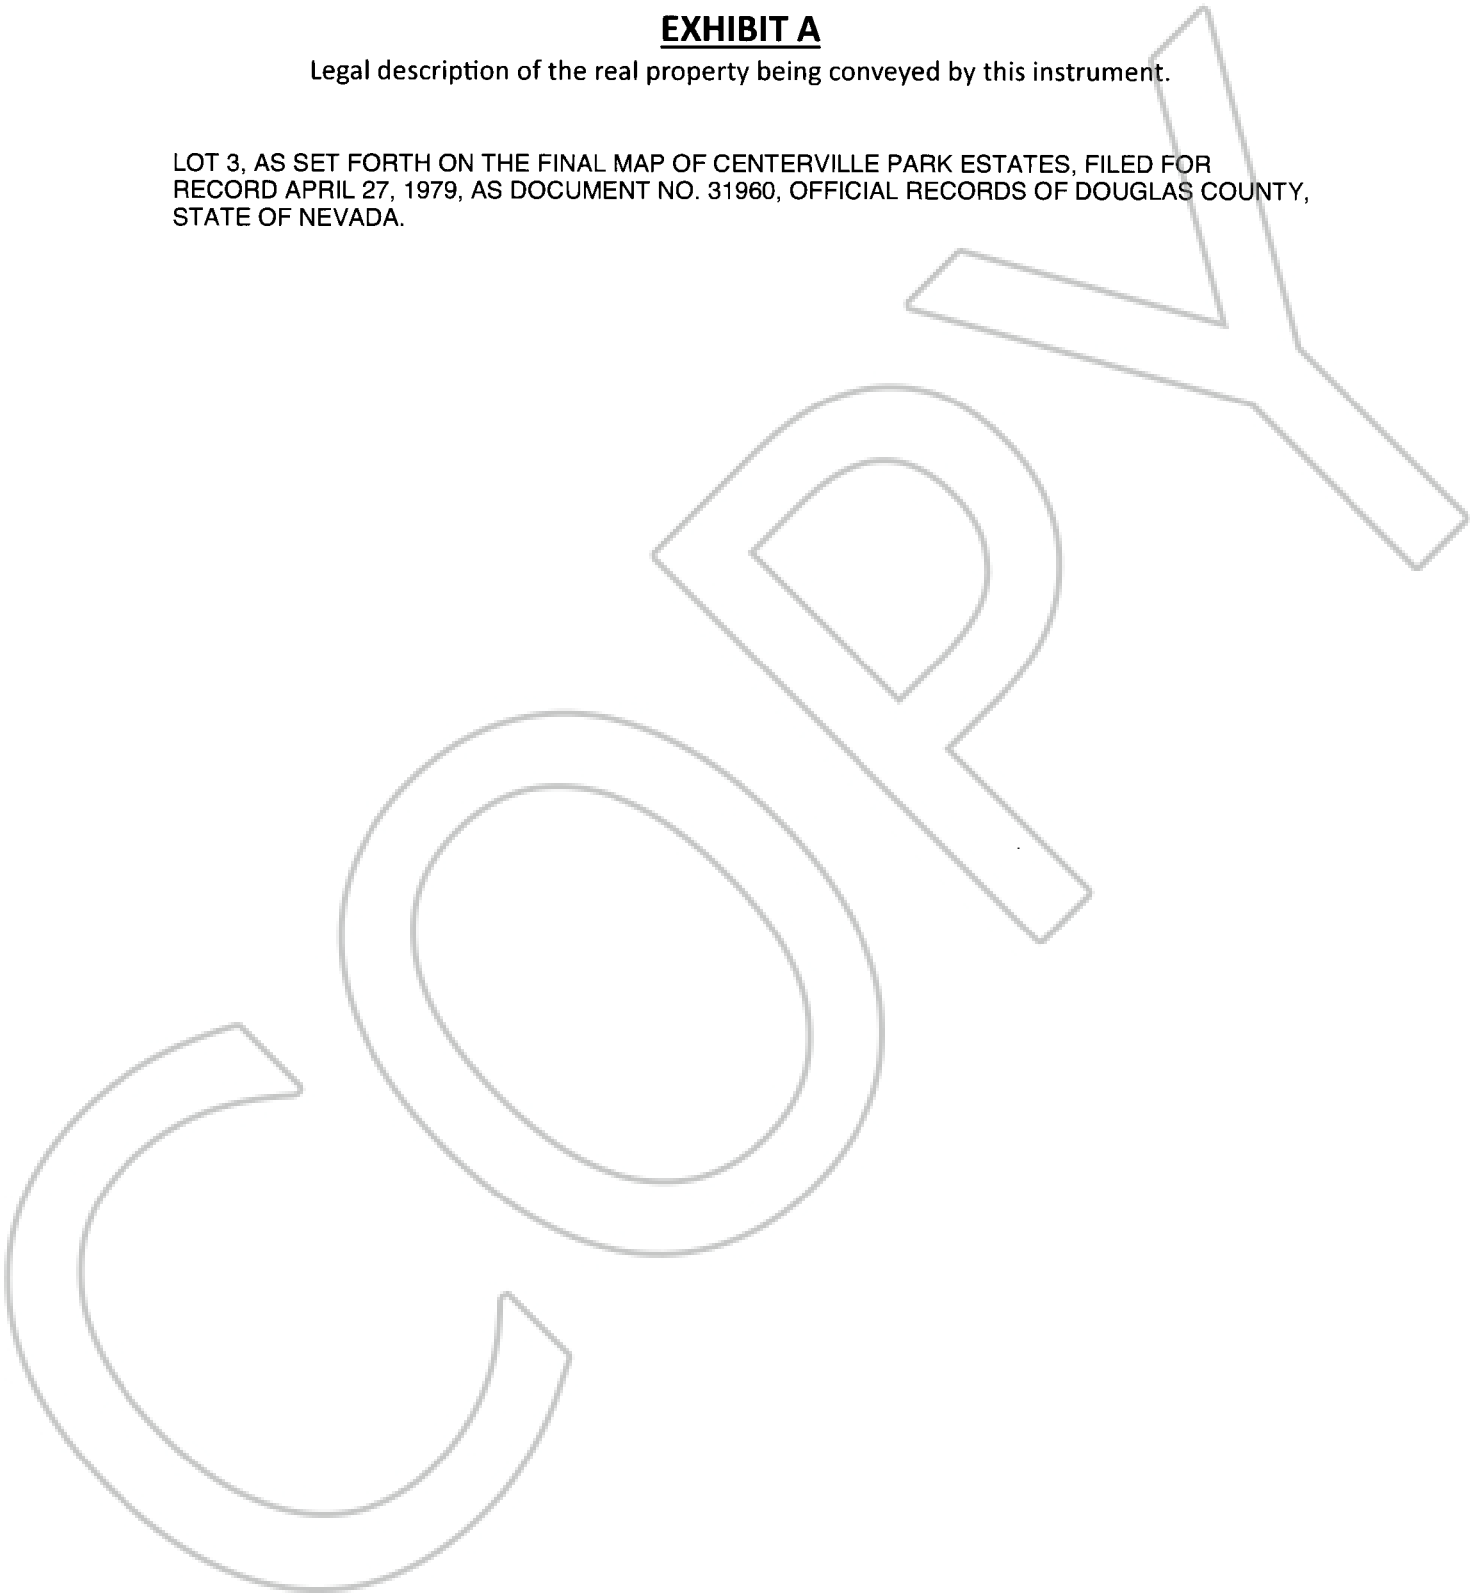 EXHIBIT A
Legal description of the real property being conveyed by this instrument.
LOT 3, AS SET FORTH ON THE FINAL MAP OF CENTERVILLE PARK ESTATES, FILED FOR
RECORD APRIL 27, 1979, AS DOCUMENT NO. 31960, OFFICIAL RECORDS OF DOUGLAS COUNTY,
STATE OF NEVADA.
COPY